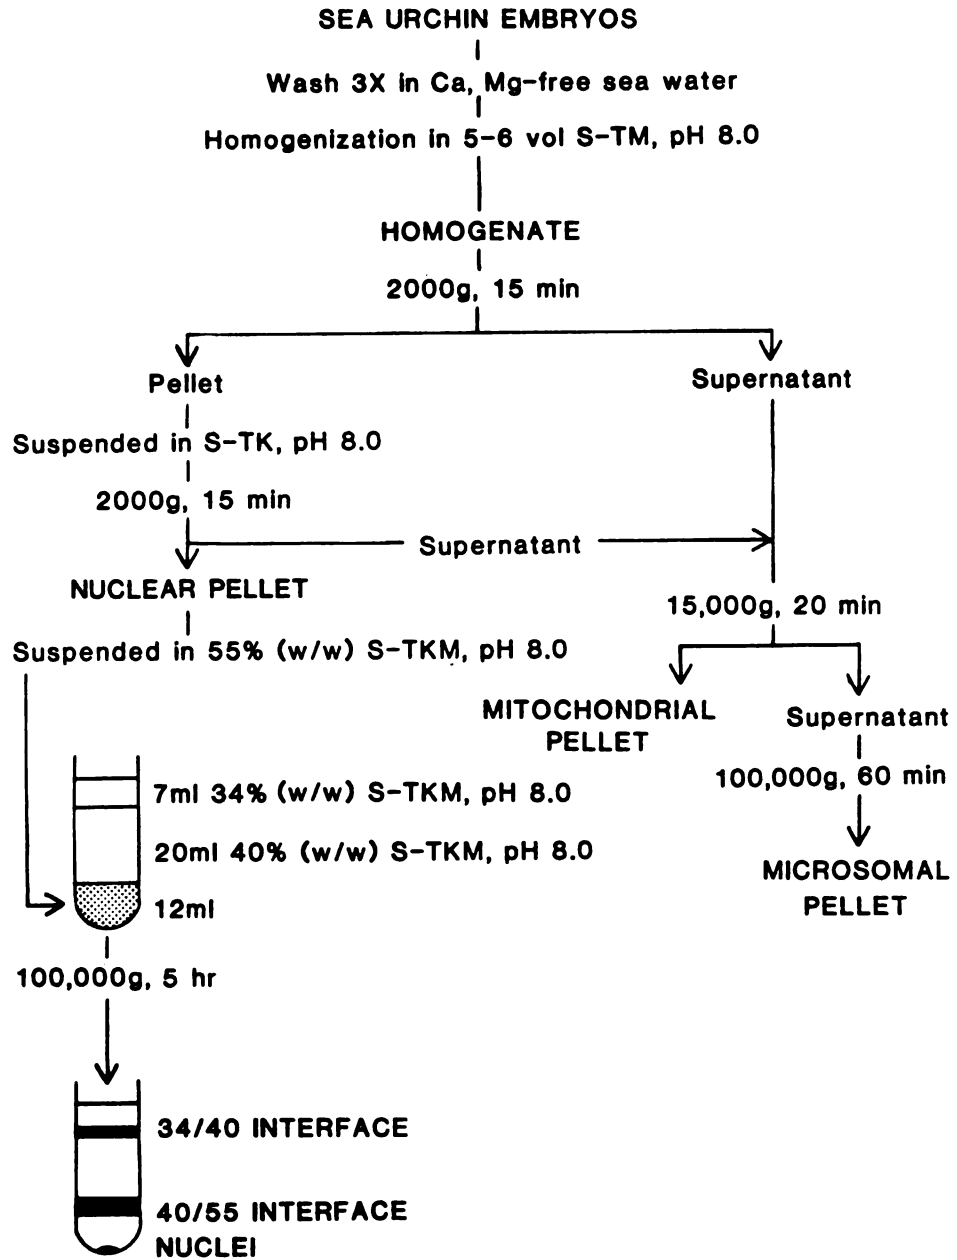 SEA URCHIN EMBRYOS
Wash 3X in Ca, Mg-free sea water
Homogenization in 5-6 vol S-TM, pH 8.0
HOMOGENATE
2000g, 15 min
Pellet
Supernatant
Suspended in S-TK, pH 8.0
2000g, 15 min
Supernatant
NUCLEAR PELLET
15,000g, 20 min
Suspended in 55% (w/w) S-TKM, pH 8.0
MITOCHONDRIAL
PELLET
Supernatant
100,000g, 60 min
MICROSOMAL
PELLET
7ml 34% (w/w) S-TKM, pH 8.0
20ml 40% (w/w) S-TKM, pH 8.0
12ml
100,000g, 5 hr
34/40 INTERFACE
40/55 INTERFACE
NUCLEI